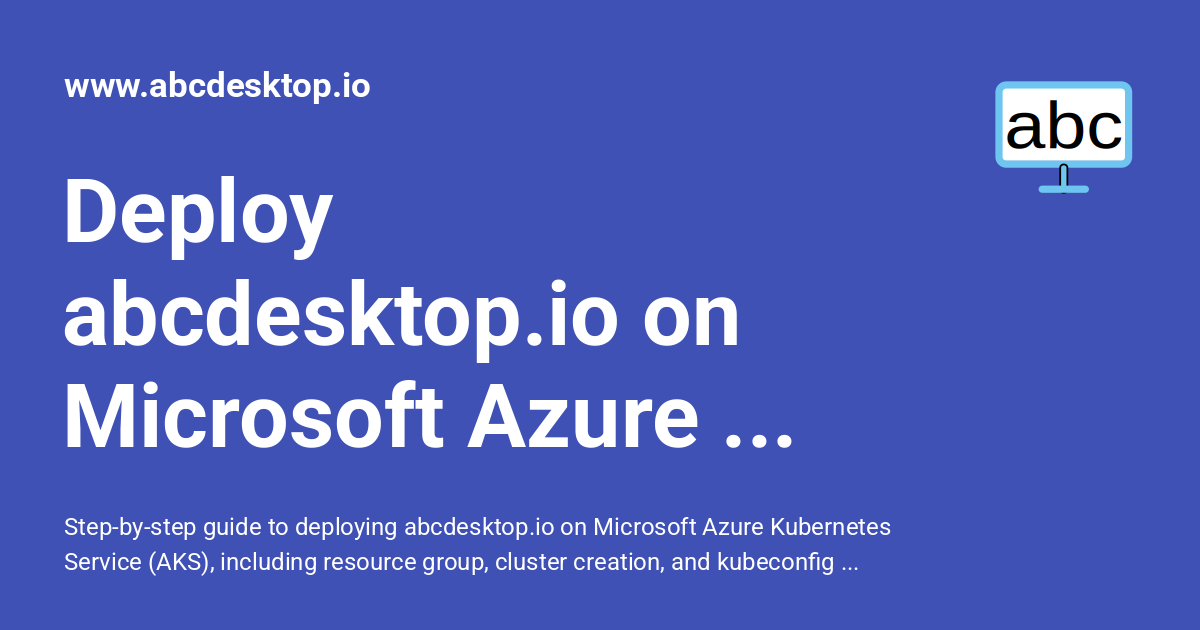 www.abcdesktop.io
abc
Deploy
abcdesktop.io on
Microsoft Azure ...
Step-by-step guide to deploying abcdesktop.io on Microsoft Azure Kubernetes
Service (AKS), including resource group, cluster creation, and kubeconfig ...